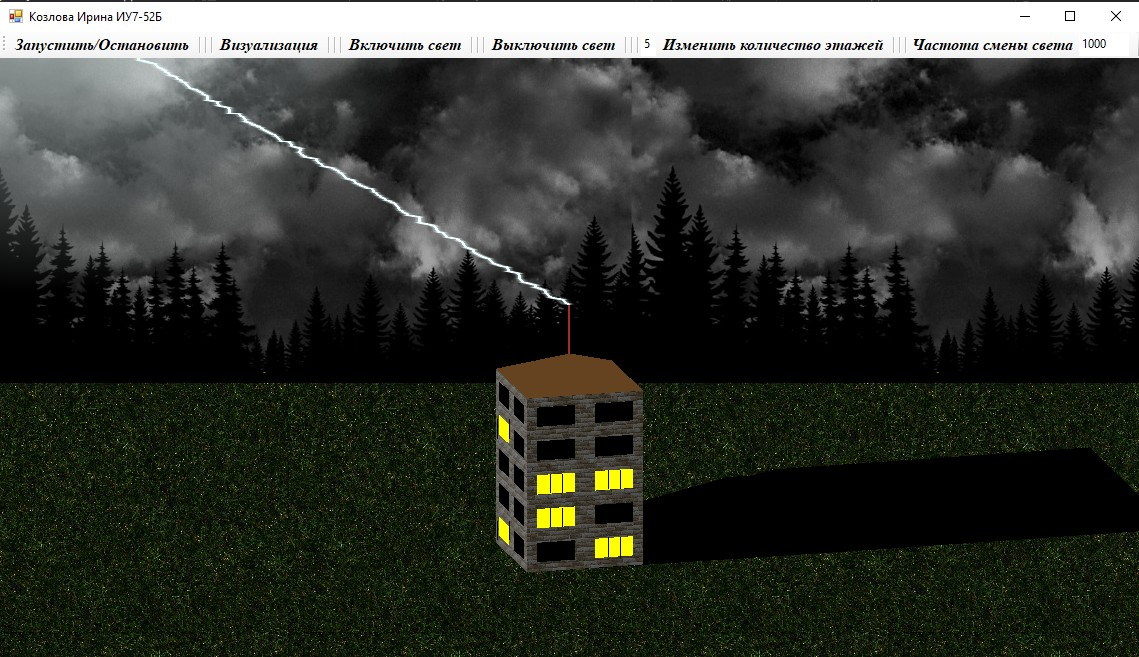 Козлова Ирина ИУ7-52Б
Запустить/Остановить Визуализация Включить свет Выключить свет 5 Изменить количество этажей Частота смены света 1000